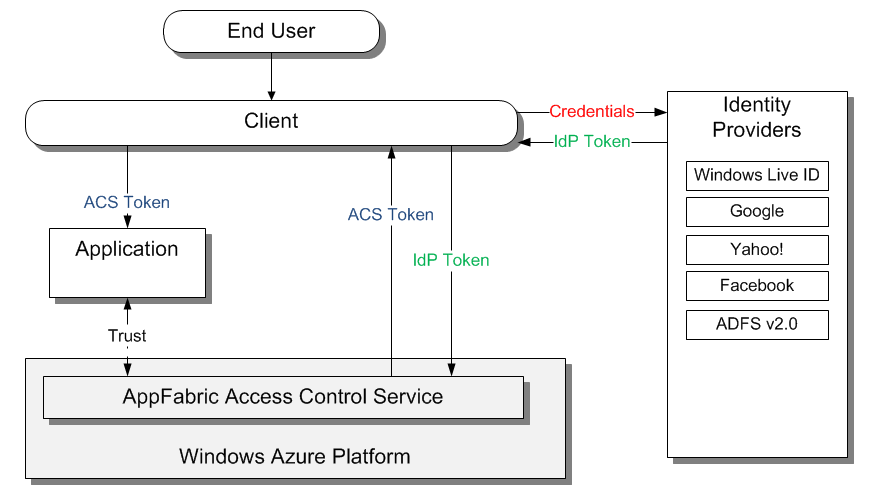 End User
Client
Credentials
IdP Token
Identity
Providers
Windows Live ID
Google
Yahoo!
Facebook
ADFS v2.0
ACS Token
ACS Token
IdP Token
Application
Trust
AppFabric Access Control Service
Windows Azure Platform